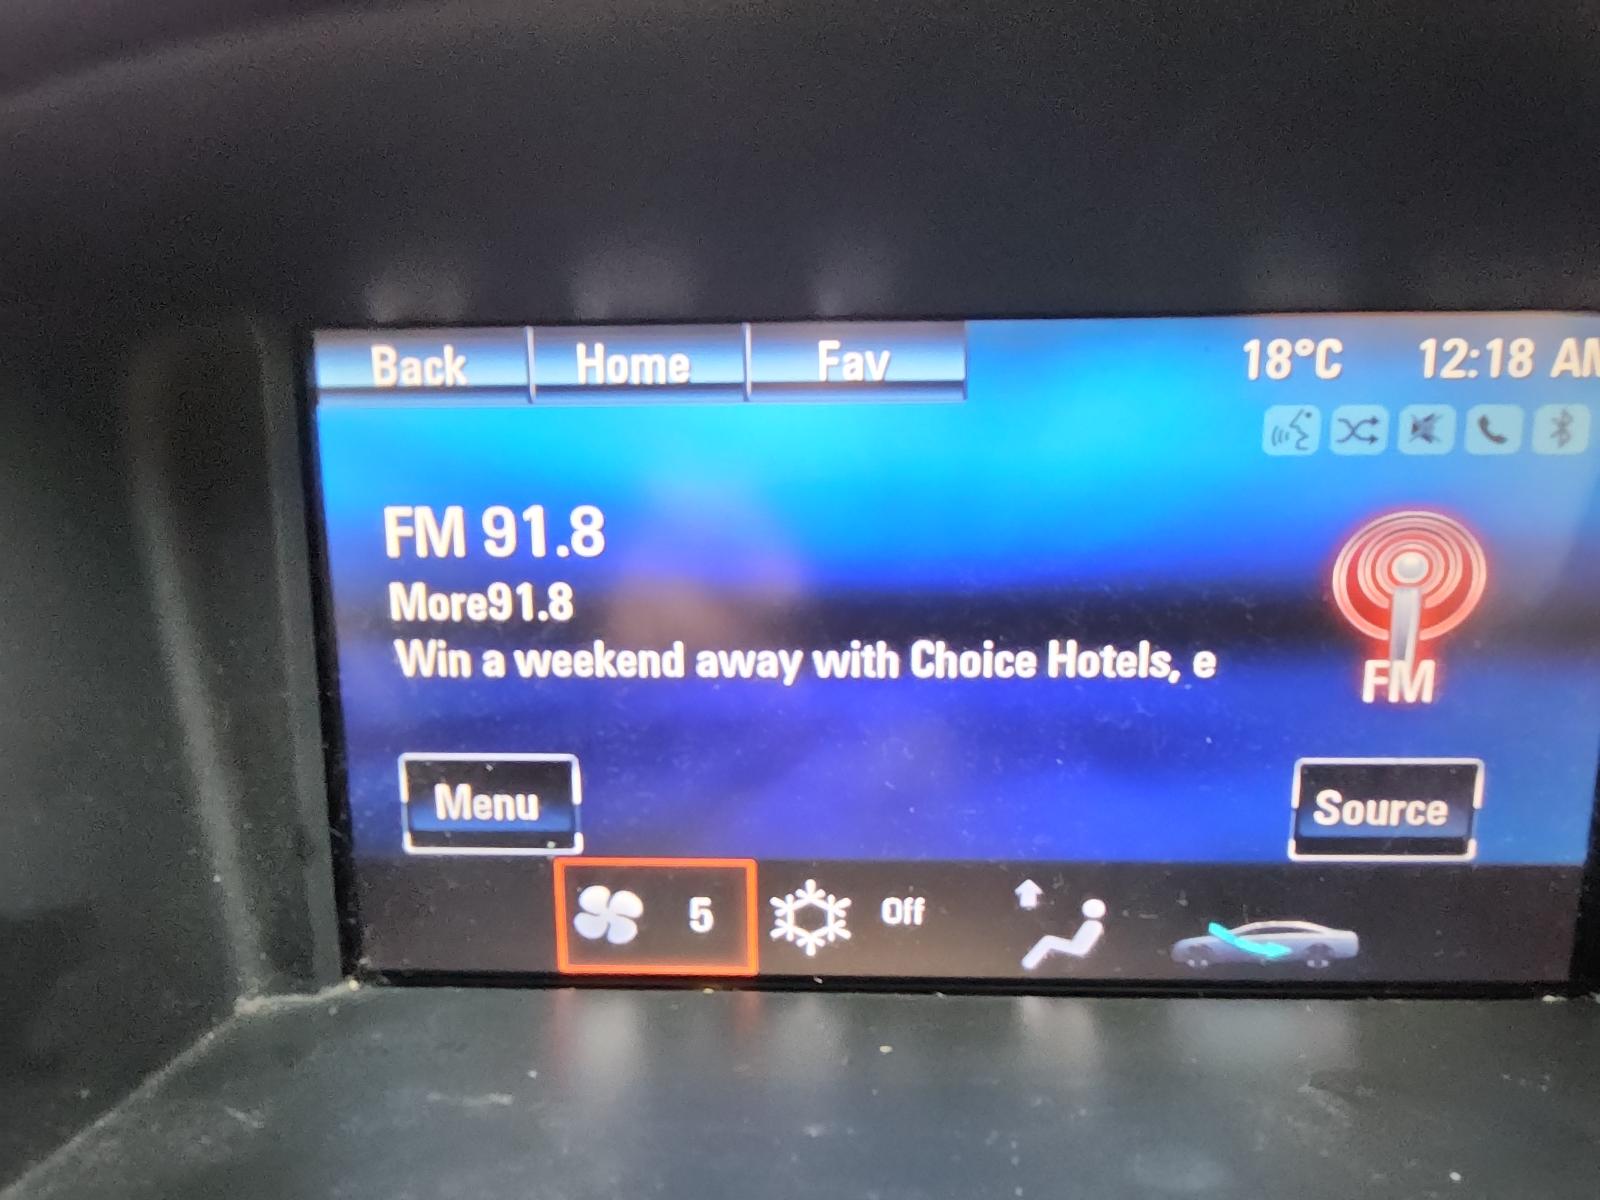 Back Home Fav 18°C 12:18 AM
FM 91.8
More91.8
Win a weekend away with Choice Hotels, e
FM
Menu Source
5 Off